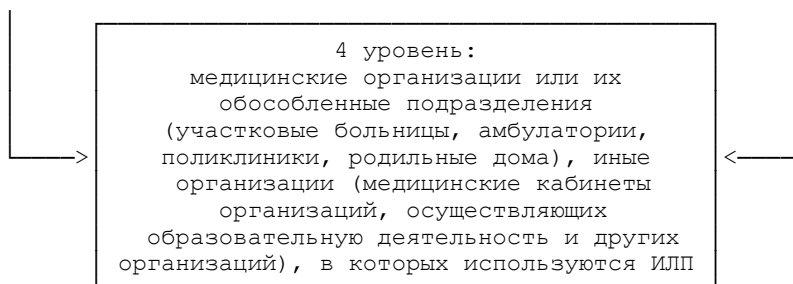 4 уровень:
медицинские организации или их
обособленные подразделения
(участковые больницы, амбулатории,
поликлиники, родильные дома), иные
организации (медицинские кабинеты
организаций, осуществляющих
образовательную деятельность и других
организаций), в которых используются ИЛП